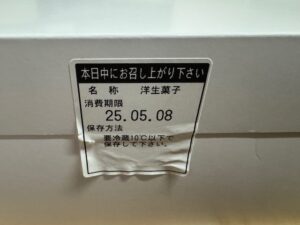 本日中にお召し上がり下さい
名 称 洋生菓子
消費期限
25.05.08
保存方法
要冷蔵10℃以下で
保存して下さい。